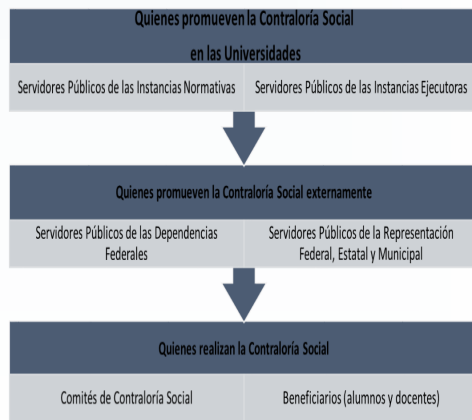 Quienes promueven la Contraloría Social
en las Universidades
Servidores Públicos de las Instancias Normativas
Servidores Públicos de las Instancias Ejecutoras
Quienes promueven la Contraloría Social externamente
Servidores Públicos de las Dependencias
Federales
Servidores Públicos de la Representación
Federal, Estatal y Municipal
Quienes realizan la Contraloría Social
Comités de Contraloría Social
Beneficiarios (alumnos y docentes)